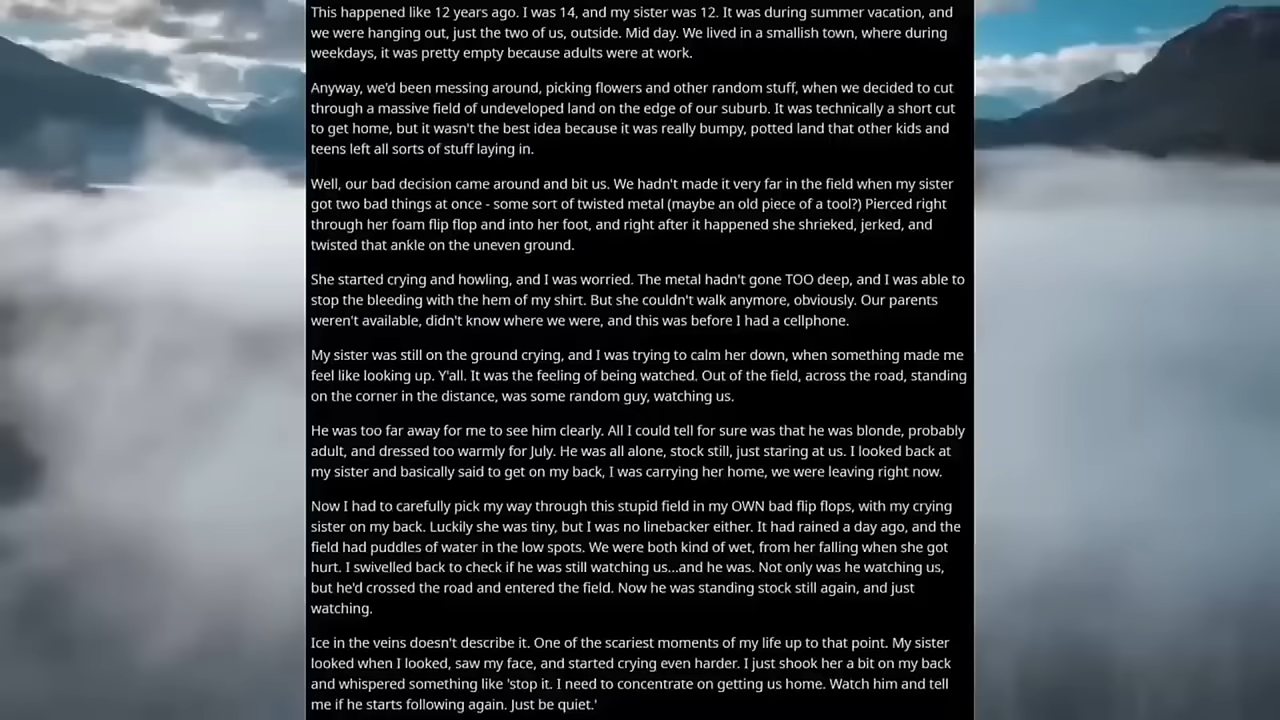 This happened like 12 years ago. I was 14, and my sister was 12. It was during summer vacation, and
we were hanging out, just the two of us, outside. Mid day. We lived in a smallish town, where during
weekdays, it was pretty empty because adults were at work.
Anyway, we'd been messing around, picking flowers and other random stuff, when we decided to cut
through a massive field of undeveloped land on the edge of our suburb. It was technically a short cut
to get home, but it wasn't the best idea because it was really bumpy, potted land that other kids and
teens left all sorts of stuff laying in.
Well, our bad decision came around and bit us. We hadn't made it very far in the field when my sister
got two bad things at once - some sort of twisted metal (maybe an old piece of a tool?) Pierced right
through her foam flip flop and into her foot, and right after it happened she shrieked, jerked, and
twisted that ankle on the uneven ground.
She started crying and howling, and I was worried. The metal hadn't gone TOO deep, and I was able to
stop the bleeding with the hem of my shirt. But she couldn't walk anymore, obviously. Our parents
weren't available, didn't know where we were, and this was before I had a cellphone.
My sister was still on the ground crying, and I was trying to calm her down, when something made me
feel like looking up. Y'all. It was the feeling of being watched. Out of the field, across the road, standing
on the corner in the distance, was some random guy, watching us.
He was too far away for me to see him clearly. All I could tell for sure was that he was blonde, probably
adult, and dressed too warmly for July. He was all alone, stock still, just staring at us. I looked back at
my sister and basically said to get on my back, I was carrying her home, we were leaving right now.
Now I had to carefully pick my way through this stupid field in my OWN bad flip flops, with my crying
sister on my back. Luckily she was tiny, but I was no linebacker either. It had rained a day ago, and the
field had puddles of water in the low spots. We were both kind of wet, from her falling when she got
hurt. I swivelled back to check if he was still watching us...and he was. Not only was he watching us,
but he'd crossed the road and entered the field. Now he was standing stock still again, and just
watching.
Ice in the veins doesn't describe it. One of the scariest moments of my life up to that point. My sister
looked when I looked, saw my face, and started crying even harder. I just shook her a bit on my back
and whispered something like 'stop it. I need to concentrate on getting us home. Watch him and tell
me if he starts following again. Just be quiet.'